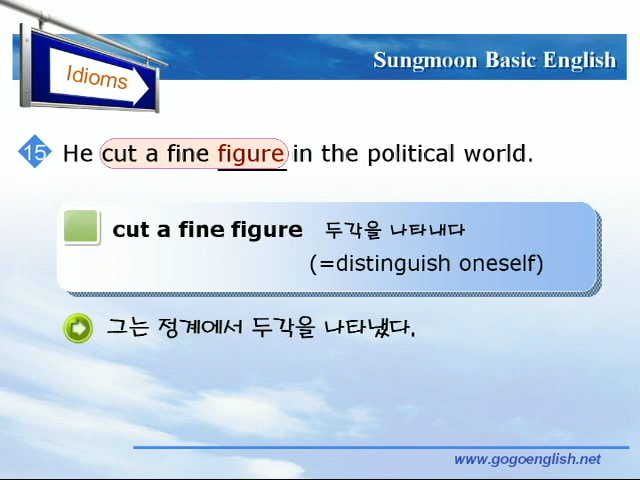 Idioms
Sungmoon Basic English
15 He cut a fine figure in the political world.
cut a fine figure 두각을 나타내다
(=distinguish oneself)
그는 정계에서 두각을 나타냈다.
www.gogoenglish.net